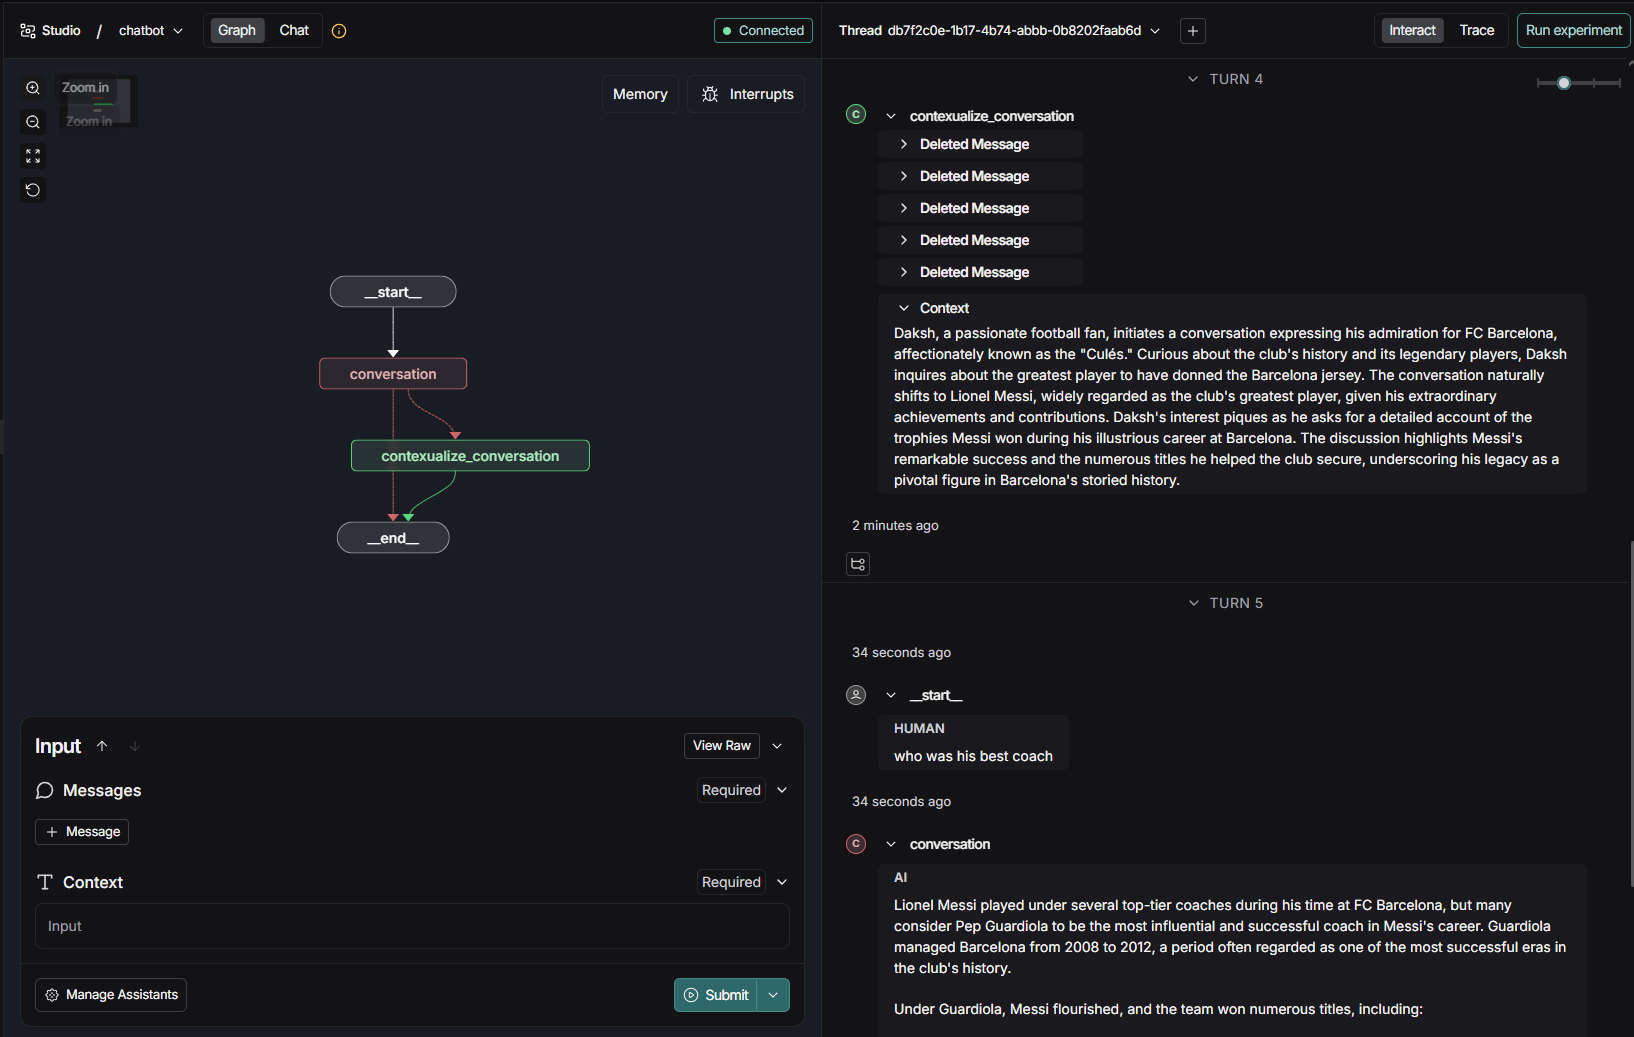 Studio / chatbot Graph Chat Connected
Zoom in
Zoom in
Memory Interrupts
__start__
conversation
contexualize_conversation
__end__
Input View Raw
Messages Required
+ Message
Context Required
Input
Manage Assistants Submit
Thread db7f2c0e-1b17-4b74-abbb-0b8202faab6d + Interact Trace Run experiment
TURN 4
C contexualize_conversation
Deleted Message
Deleted Message
Deleted Message
Deleted Message
Deleted Message
Context
Daksh, a passionate football fan, initiates a conversation expressing his admiration for FC Barcelona,
affectionately known as the "Culés." Curious about the club's history and its legendary players, Daksh
inquires about the greatest player to have donned the Barcelona jersey. The conversation naturally
shifts to Lionel Messi, widely regarded as the club's greatest player, given his extraordinary
achievements and contributions. Daksh's interest piques as he asks for a detailed account of the
trophies Messi won during his illustrious career at Barcelona. The discussion highlights Messi's
remarkable success and the numerous titles he helped the club secure, underscoring his legacy as a
pivotal figure in Barcelona's storied history.
2 minutes ago
TURN 5
34 seconds ago
__start__
HUMAN
who was his best coach
34 seconds ago
C conversation
AI
Lionel Messi played under several top-tier coaches during his time at FC Barcelona, but many
consider Pep Guardiola to be the most influential and successful coach in Messi's career. Guardiola
managed Barcelona from 2008 to 2012, a period often regarded as one of the most successful eras in
the club's history.
Under Guardiola, Messi flourished, and the team won numerous titles, including: